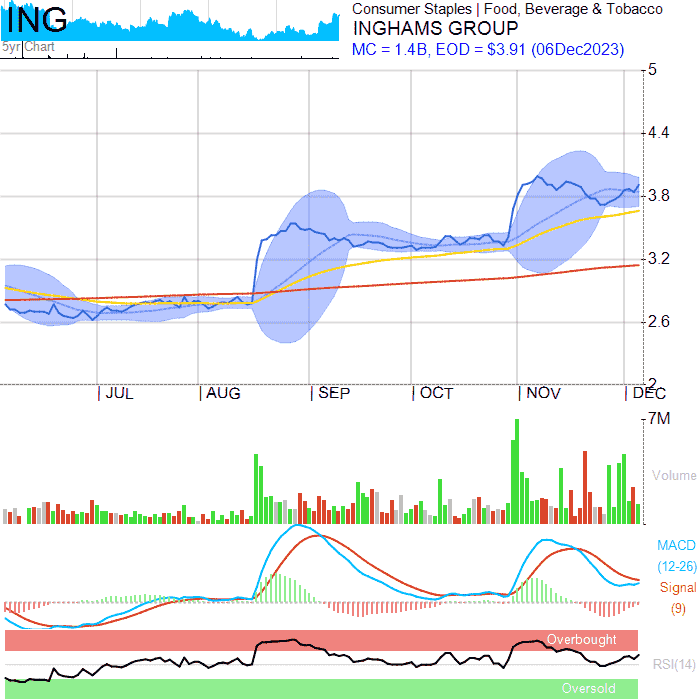 ING
5yr Chart
Consumer Staples | Food, Beverage & Tobacco
INGHAMS GROUP
MC = 1.4B, EOD = $3.91 (06Dec2023)
5
4.4
3.8
3.2
2.6
2
JUL AUG SEP OCT NOV DEC
7M
Volume
MACD
(12-26)
Signal
(9)
Overbought
RSI(14)
Oversold